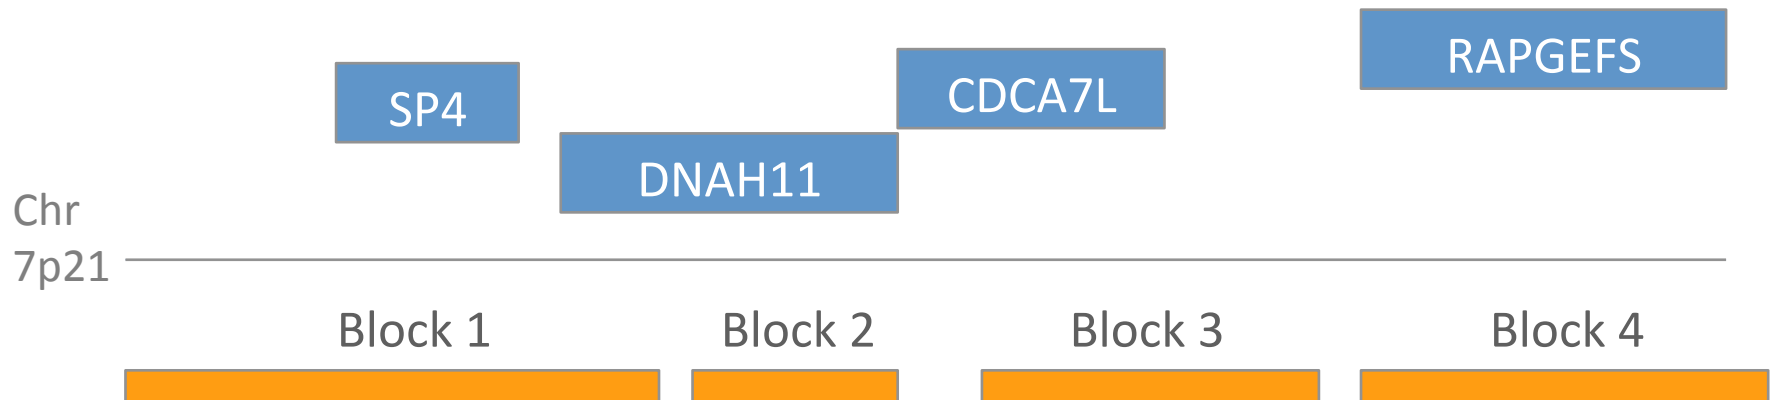 RAPGEFS
CDCA7L
SP4
DNAH11
Chr
7p21
Block 1
Block 2
Block 3
Block 4